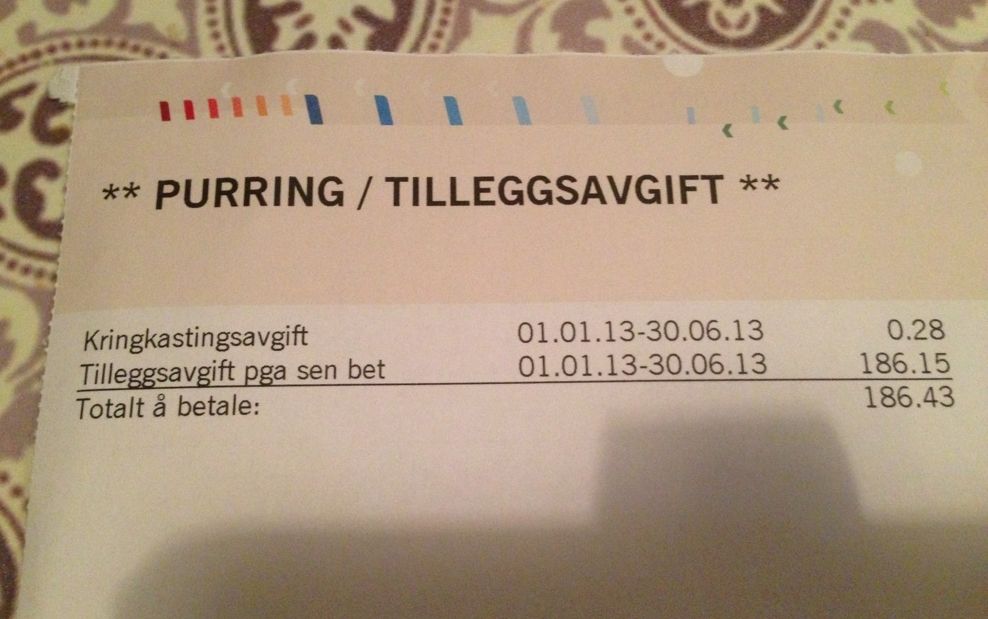 ** PURRING / TILLEGGSAVGIFT **
Kringkastingsavgift 01.01.13-30.06.13 0.28
Tilleggsavgift pga sen bet 01.01.13-30.06.13 186.15
Totalt å betale: 186.43